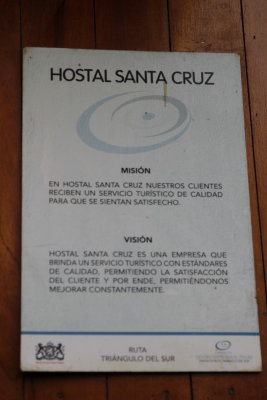 HOSTAL SANTA CRUZ
MISIÓN
EN HOSTAL SANTA CRUZ NUESTROS CLIENTES
RECIBEN UN SERVICIO TURÍSTICO DE CALIDAD
PARA QUE SE SIENTAN SATISFECHO.
VISIÓN
HOSTAL SANTA CRUZ ES UNA EMPRESA QUE
BRINDA UN SERVICIO TURÍSTICO CON ESTÁNDARES
DE CALIDAD, PERMITIENDO LA SATISFACCIÓN
DEL CLIENTE Y POR ENDE, PERMITIÉNDONOS
MEJORAR CONSTANTEMENTE.
RUTA
TRIÁNGULO DEL SUR